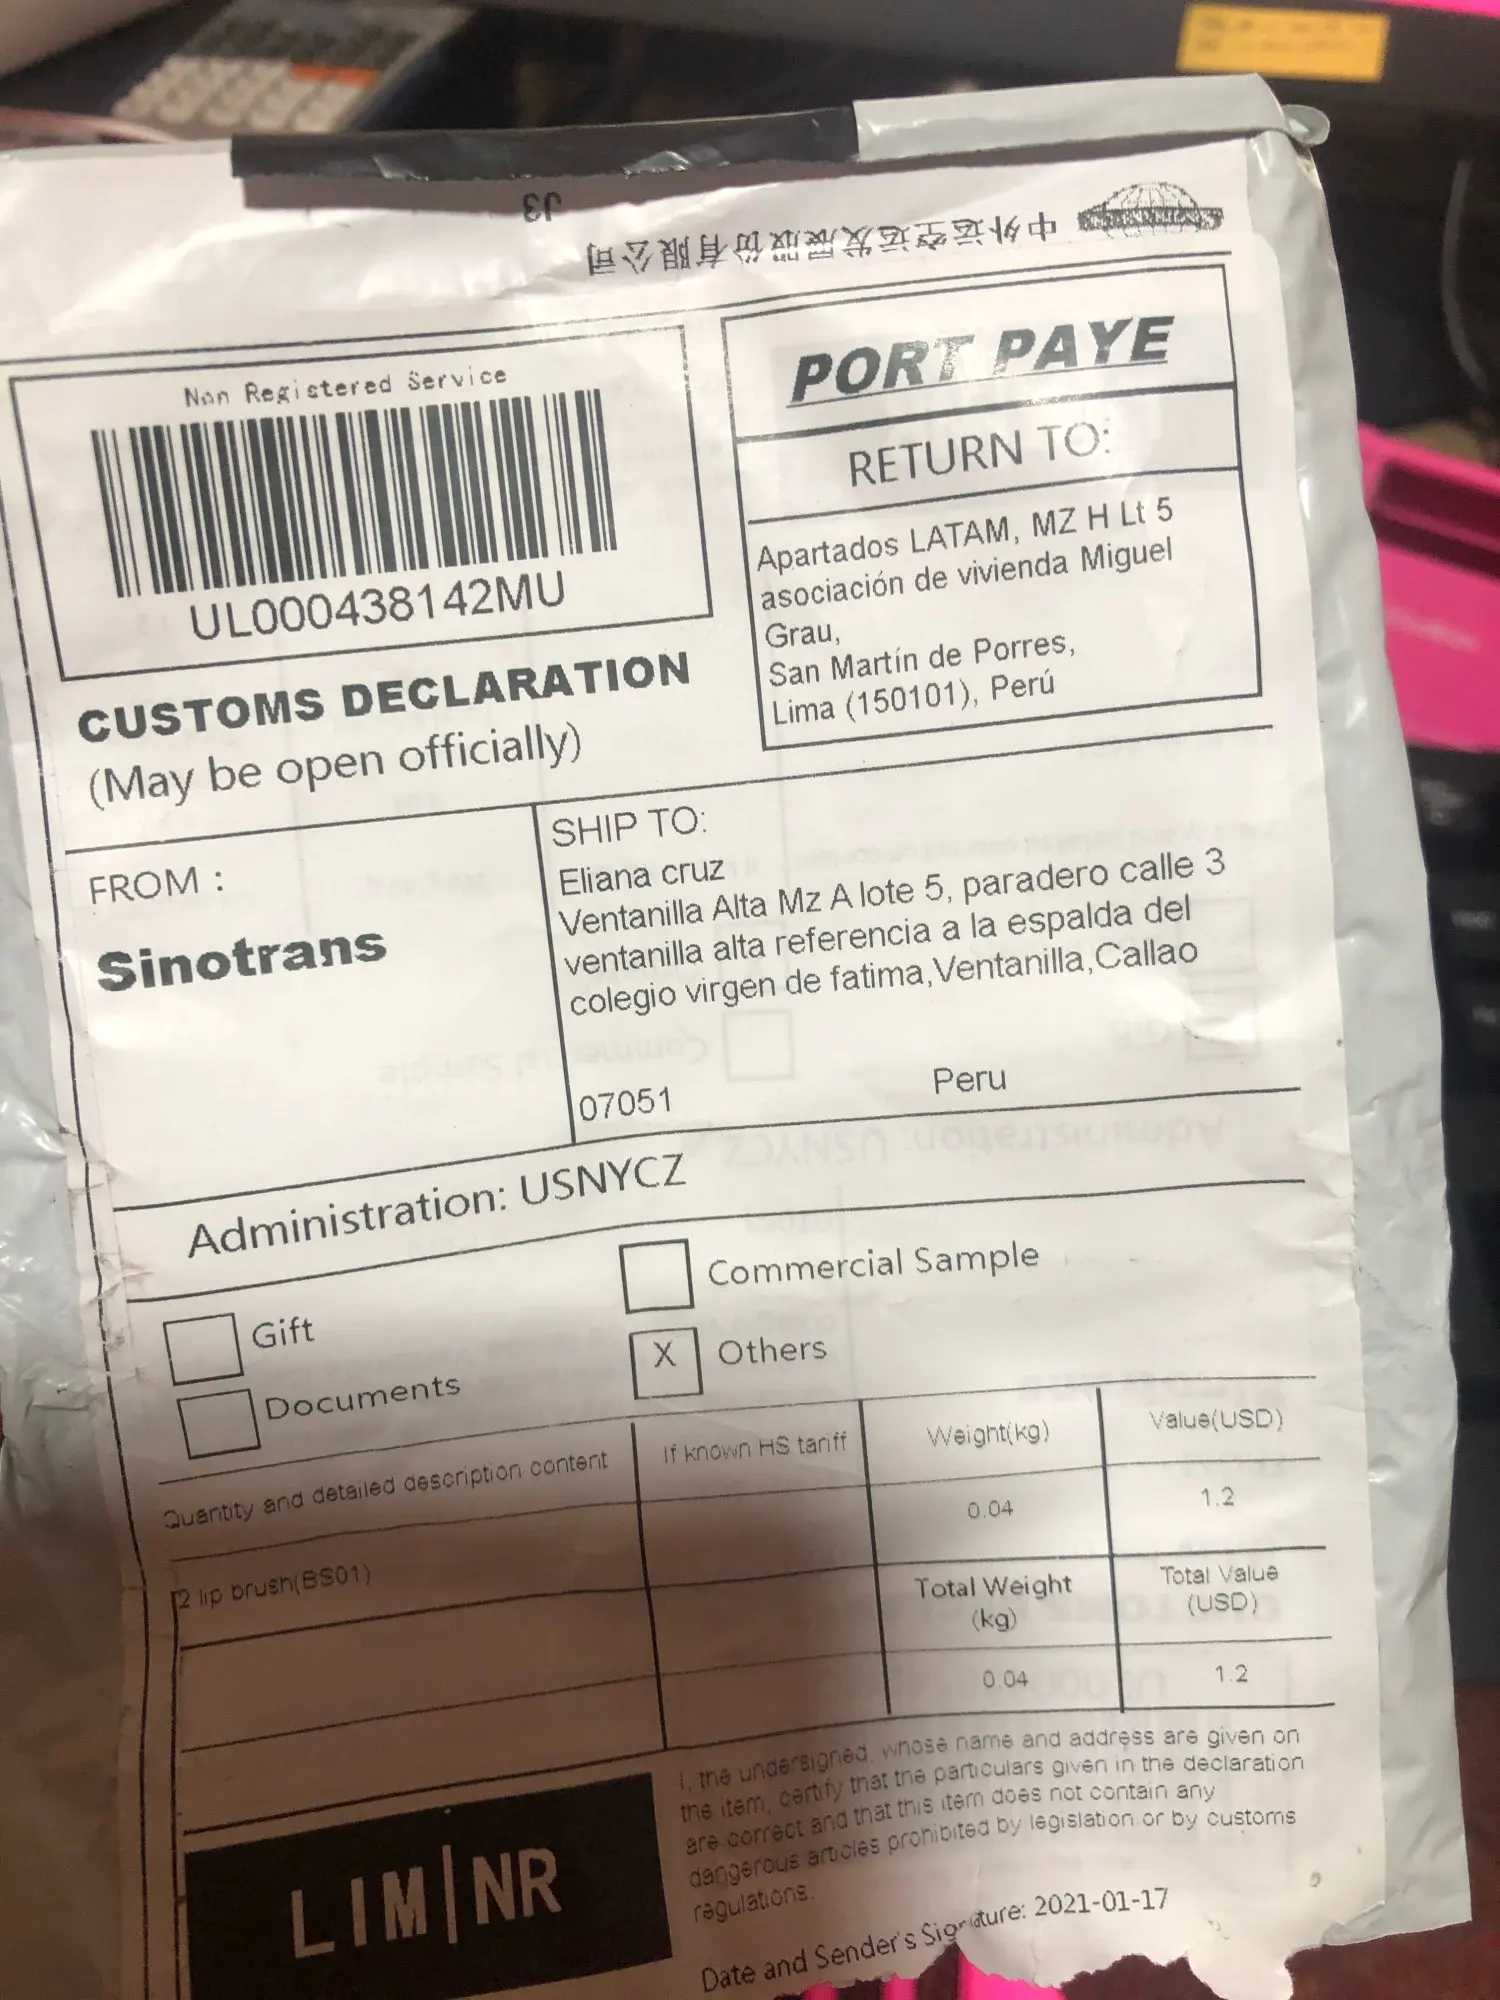 J3
中外运空运发展股份有限公司
Non Registered Service
UL000438142MU
PORT PAYE
RETURN TO:
Apartados LATAM, MZ H Lt 5
asociación de vivienda Miguel
Grau,
San Martín de Porres,
Lima (150101), Perú
CUSTOMS DECLARATION
(May be open officially)
FROM :
Sinotrans
SHIP TO:
Eliana cruz
Ventanilla Alta Mz A lote 5, paradero calle 3
ventanilla alta referencia a la espalda del
colegio virgen de fatima,Ventanilla,Callao
07051 Peru
Administration: USNYCZ
Gift
Commercial Sample
Documents
X Others
Quantity and detailed description content
If known HS tariff
Weight(kg)
Value(USD)
2 lip brush(BS01)
0.04
1.2
Total Weight
(kg)
Total Value
(USD)
0.04
1.2
LIM|NR
I, the undersigned, whose name and address are given on
the item, certify that the particulars given in the declaration
are correct and that this item does not contain any
dangerous articles prohibited by legislation or by customs
regulations.
Date and Sender's Signature: 2021-01-17